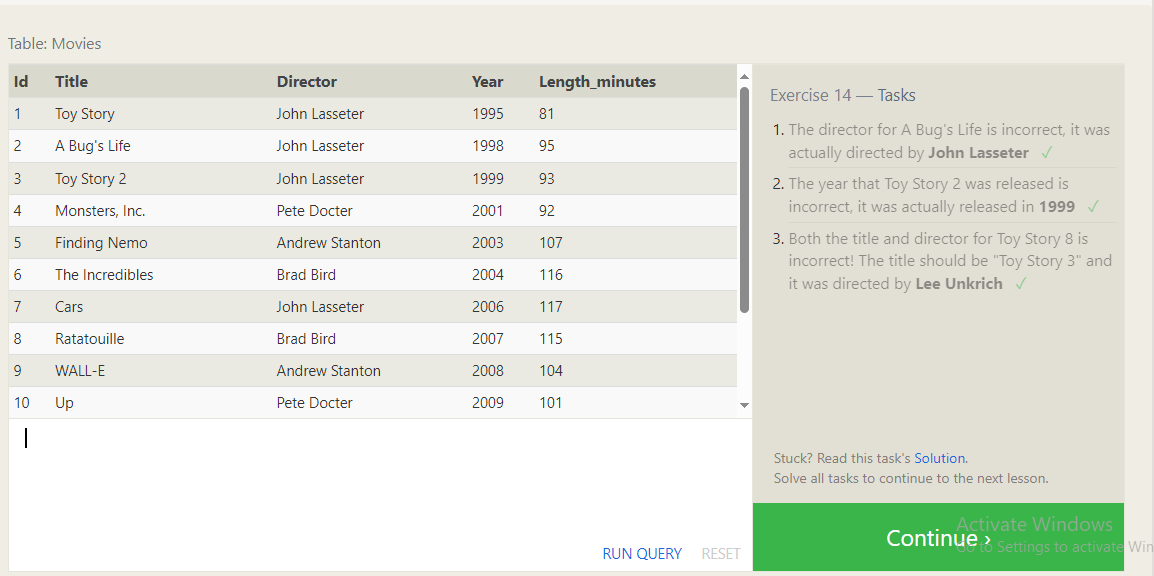 Table: Movies
Id Title Director Year Length_minutes
1 Toy Story John Lasseter 1995 81
2 A Bug's Life John Lasseter 1998 95
3 Toy Story 2 John Lasseter 1999 93
4 Monsters, Inc. Pete Docter 2001 92
5 Finding Nemo Andrew Stanton 2003 107
6 The Incredibles Brad Bird 2004 116
7 Cars John Lasseter 2006 117
8 Ratatouille Brad Bird 2007 115
9 WALL-E Andrew Stanton 2008 104
10 Up Pete Docter 2009 101
RUN QUERY RESET
Exercise 14 — Tasks
1. The director for A Bug's Life is incorrect, it was
actually directed by John Lasseter ✓
2. The year that Toy Story 2 was released is
incorrect, it was actually released in 1999 ✓
3. Both the title and director for Toy Story 8 is
incorrect! The title should be "Toy Story 3" and
it was directed by Lee Unkrich ✓
Stuck? Read this task's Solution.
Solve all tasks to continue to the next lesson.
Continue ›
Activate Windows
Go to Settings to activate Win